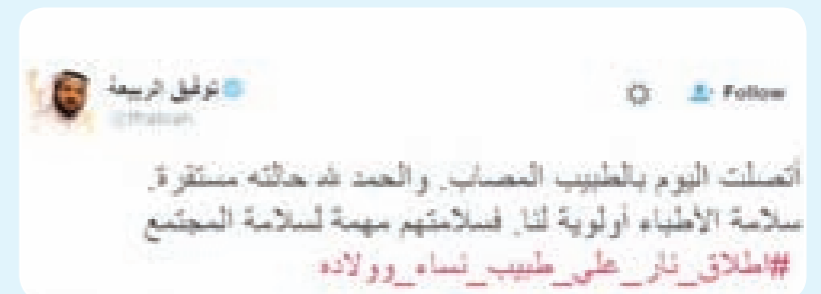 توفيق الربيعة
Follow
أتصلت اليوم بالطبيب المصاب. والحمد لله حالته مستقرة.
سلامة الأطباء أولوية لنا. فسلامتهم مهمة لسلامة المجتمع
#اطلاق_نار_على_طبيب_نساء_وولاده